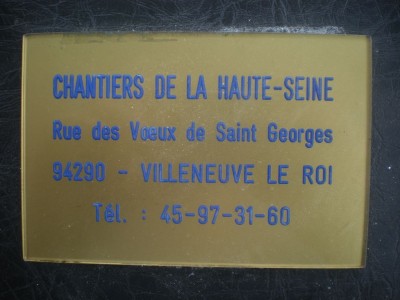 CHANTIERS DE LA HAUTE-SEINE
Rue des Vœux de Saint Georges
94290 - VILLENEUVE LE ROI
Tél. : 45-97-31-60